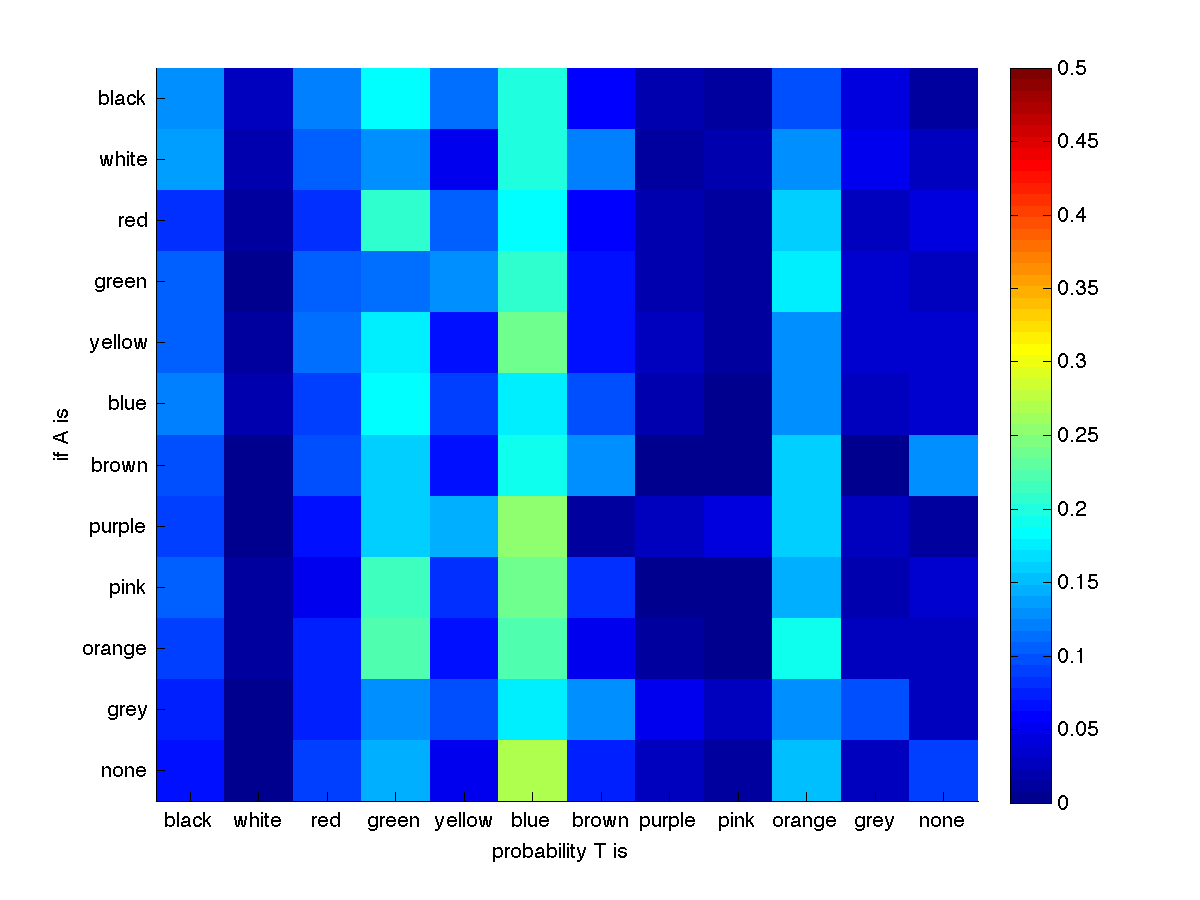 if A is
black
white
red
green
yellow
blue
brown
purple
pink
orange
grey
none
black white red green yellow blue brown purple pink orange grey none
probability T is
0.5
0.45
0.4
0.35
0.3
0.25
0.2
0.15
0.1
0.05
0